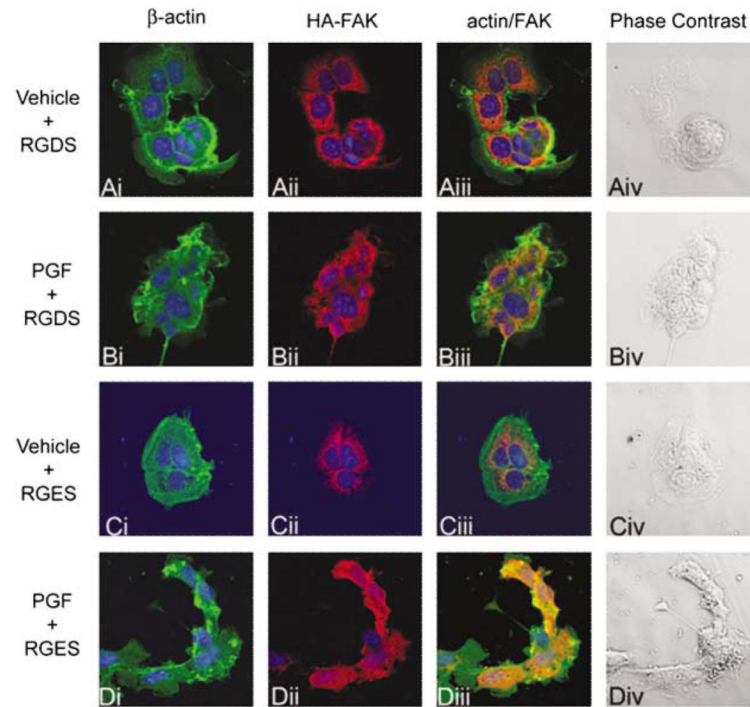 β-actin HA-FAK actin/FAK Phase Contrast
Vehicle
+
RGDS
Ai Aii Aiii Aiv
PGF
+
RGDS
Bi Bii Biii Biv
Vehicle
+
RGES
Ci Cii Ciii Civ
PGF
+
RGES
Di Dii Diii Div